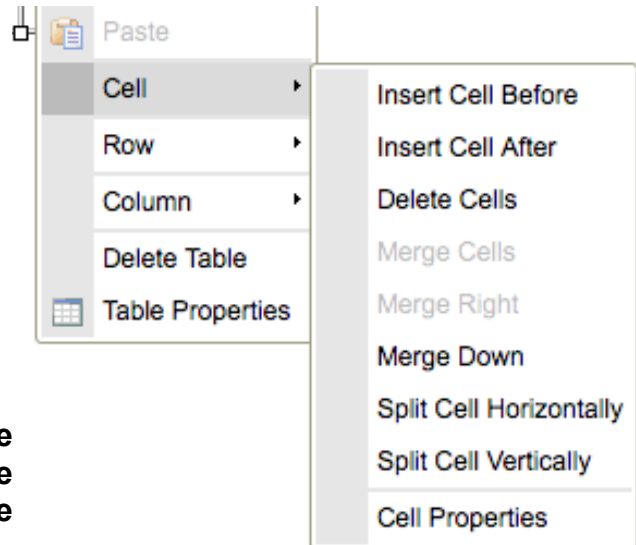 Paste
Cell
Row
Column
Delete Table
Table Properties
Insert Cell Before
Insert Cell After
Delete Cells
Merge Cells
Merge Right
Merge Down
Split Cell Horizontally
Split Cell Vertically
Cell Properties
e
e
e